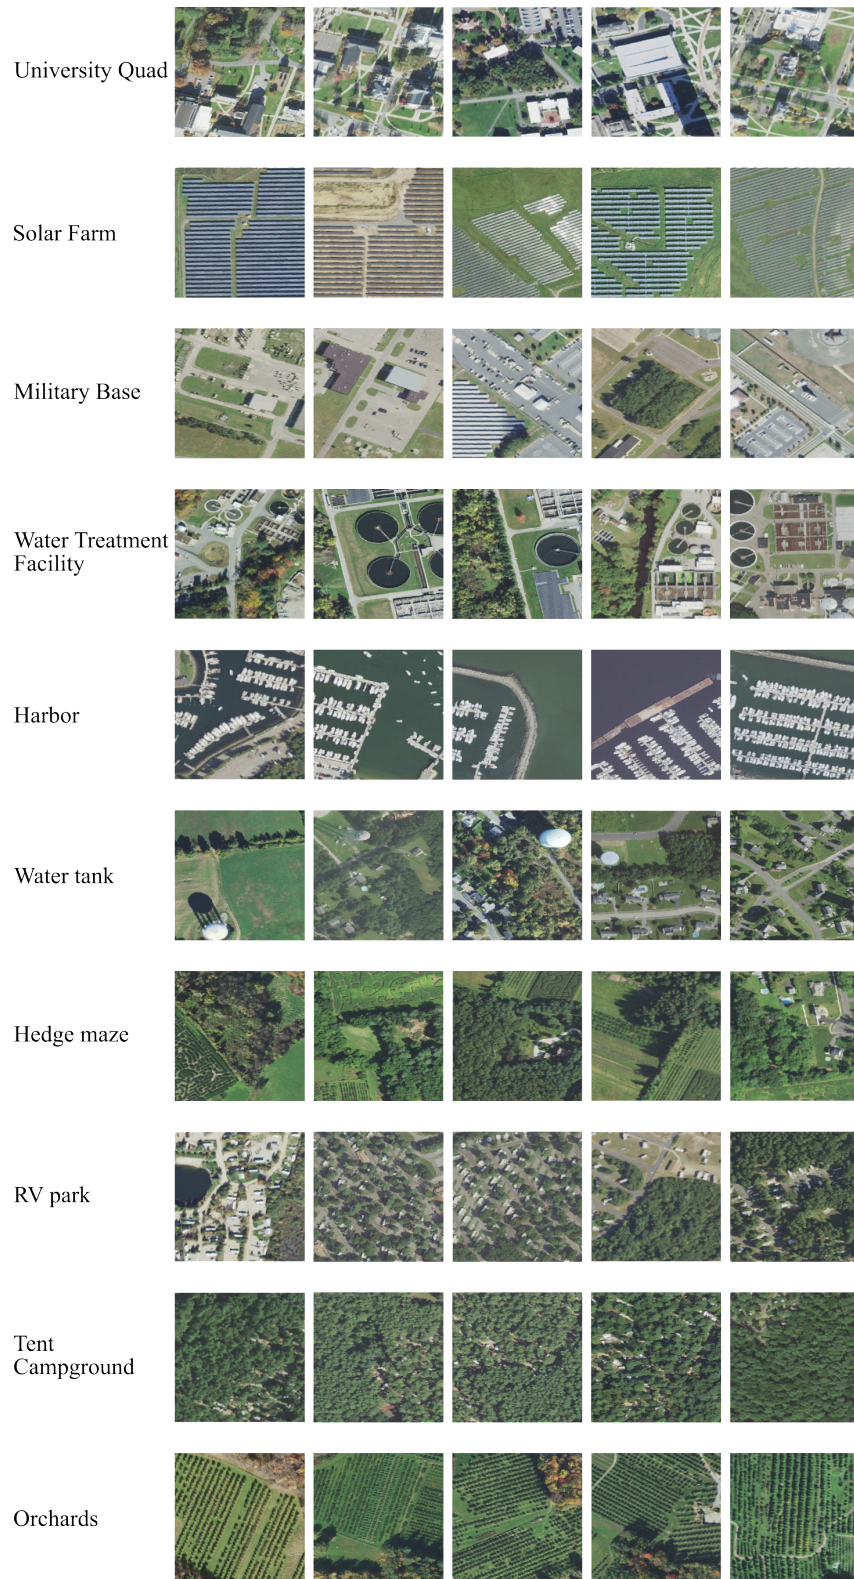 University Quad
Solar Farm
Military Base
Water Treatment
Facility
Harbor
Water tank
Hedge maze
RV park
Tent
Campground
Orchards